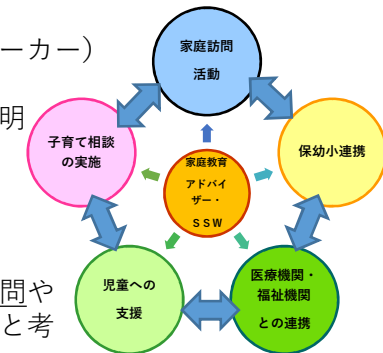 ーカー)
家庭訪問
活動
明
子育て相談
の実施
家庭教育
アドバイ
ザー・
SSW
保幼小連携
問や
と考
児童への
支援
医療機関・
福祉機関
との連携